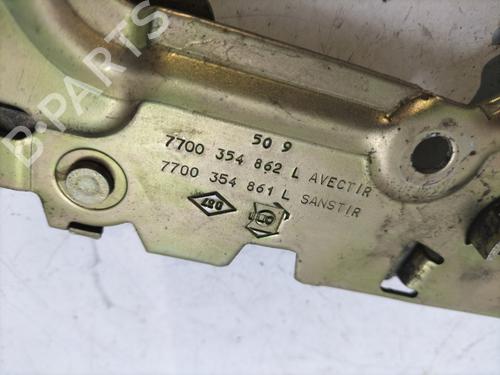 50 9
7700 354 862 L AVECTIR
7700 354 861 L SANSTIR
B-PARTS